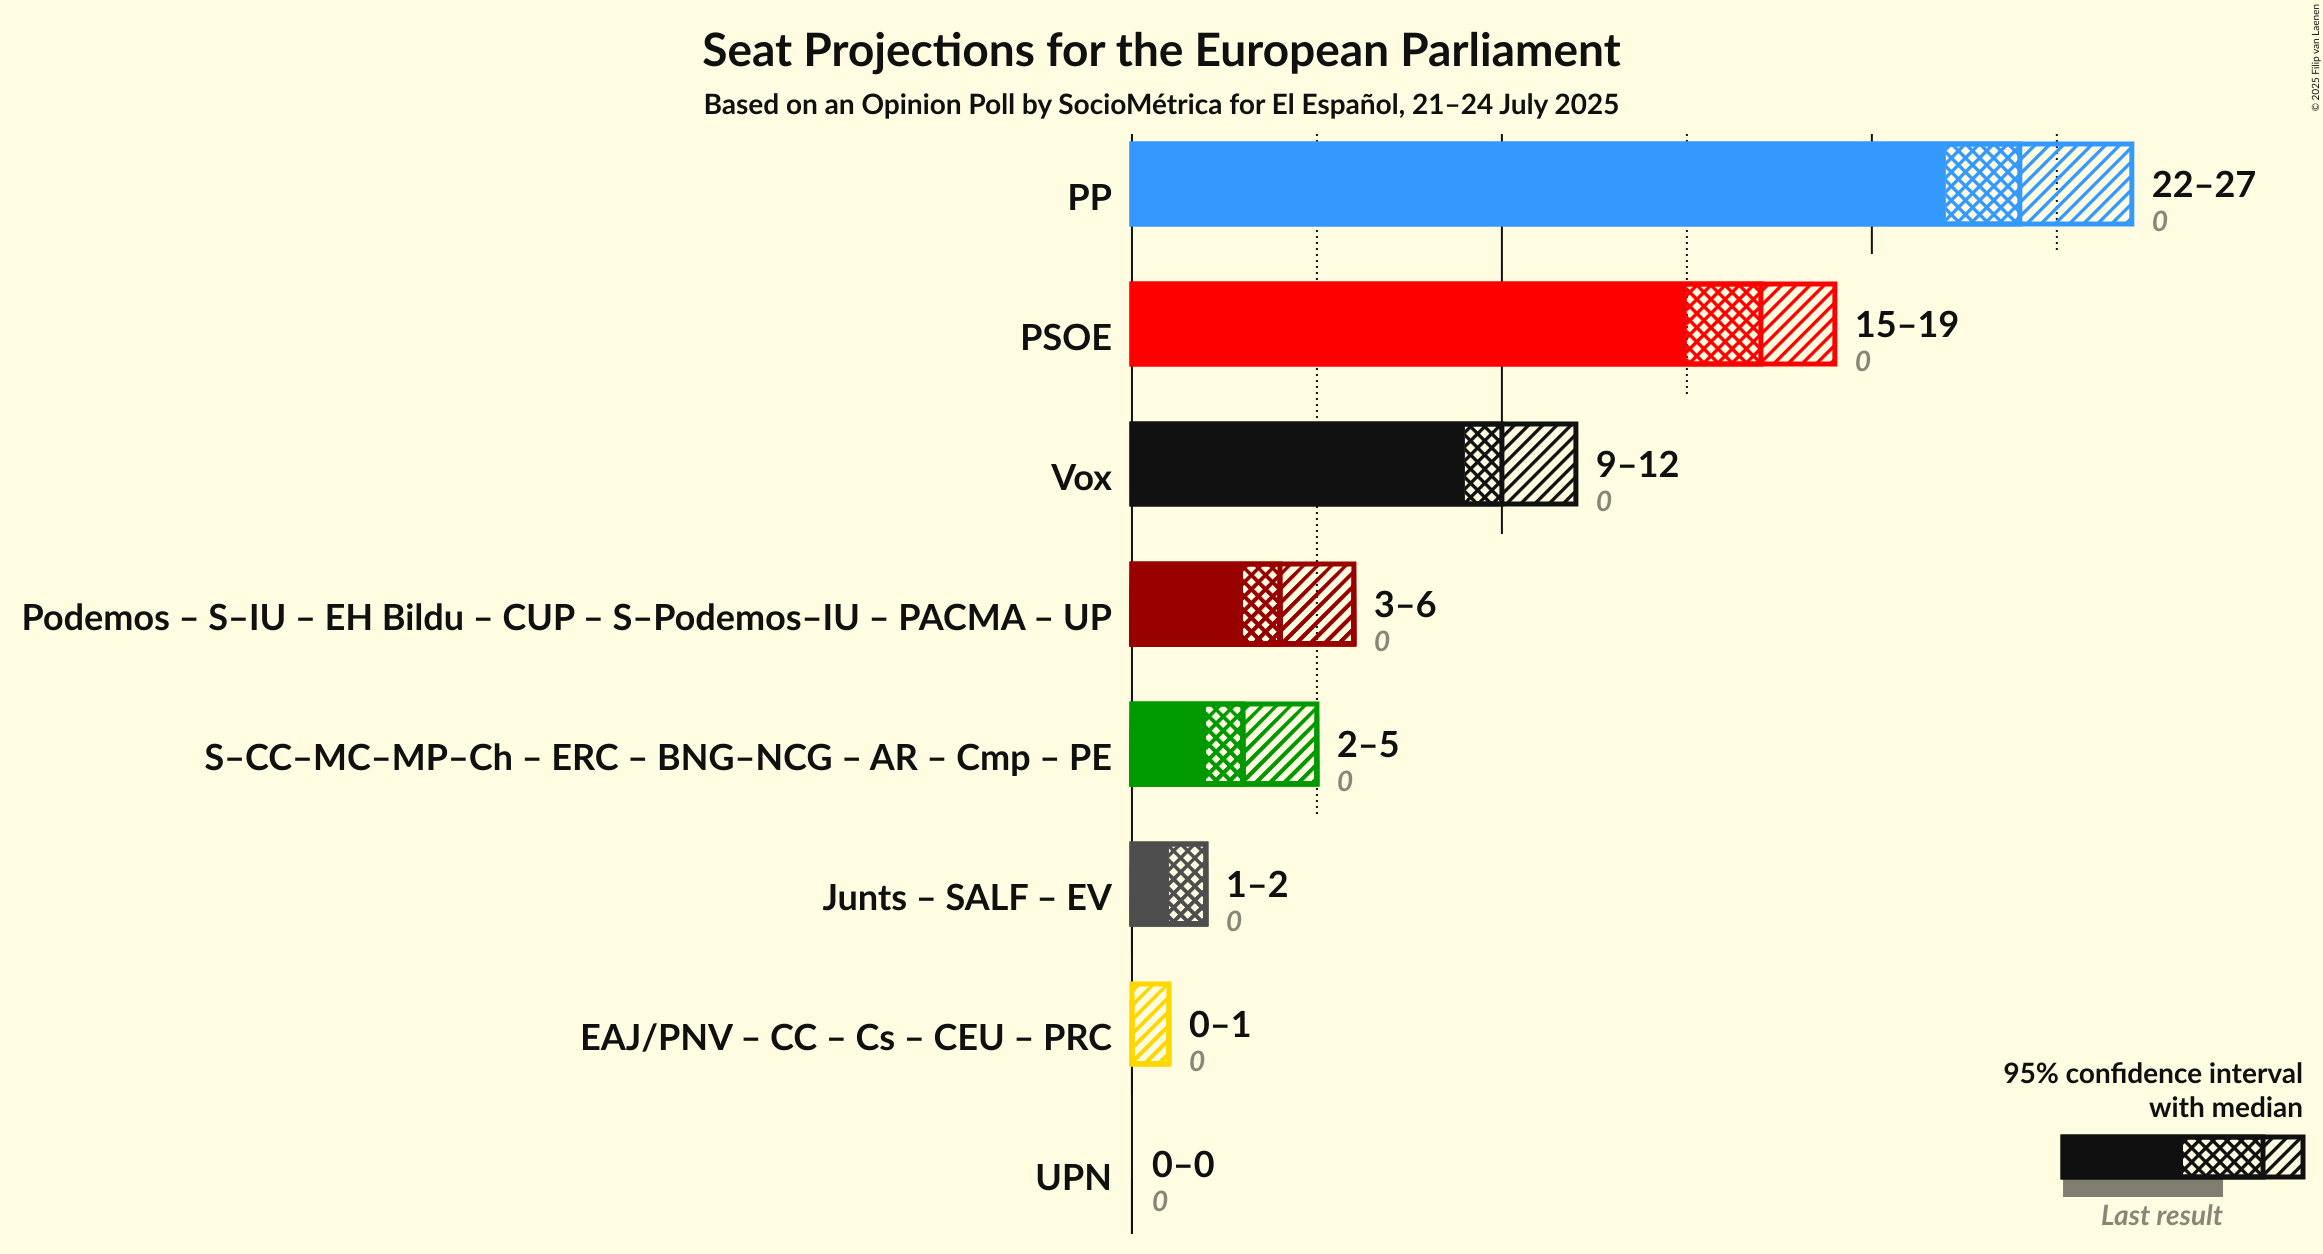 Seat Projections for the European Parliament
Based on an Opinion Poll by SocioMétrica for El Español, 21–24 July 2025
© 2025 Filip van Laenen
PP
22–27
0
PSOE
15–19
0
Vox
9–12
0
Podemos – S–IU – EH Bildu – CUP – S–Podemos–IU – PACMA – UP
3–6
0
S–CC–MC–MP–Ch – ERC – BNG–NCG – AR – Cmp – PE
2–5
0
Junts – SALF – EV
1–2
0
EAJ/PNV – CC – Cs – CEU – PRC
0–1
0
UPN
0–0
0
95% confidence interval
with median
Last result